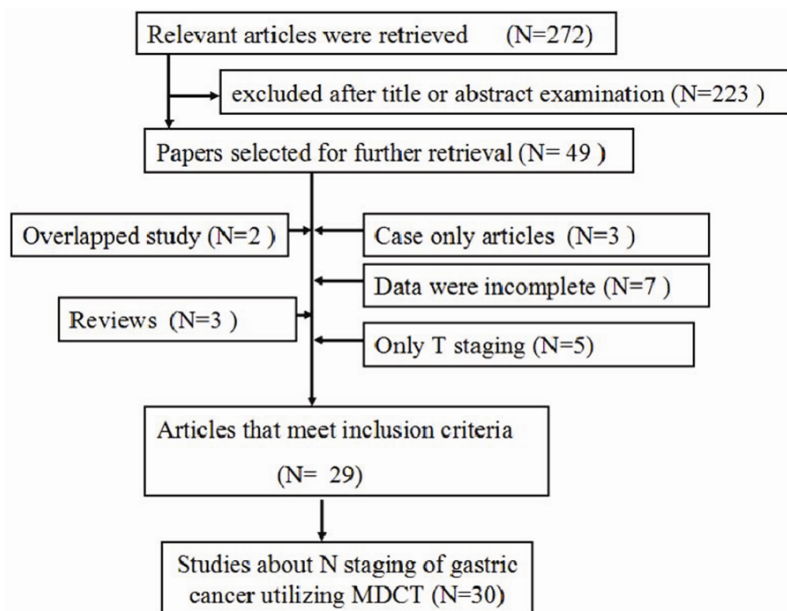 Relevant articles were retrieved (N=272)
excluded after title or abstract examination (N=223 )
Papers selected for further retrieval (N= 49 )
Overlapped study (N=2 )
Case only articles (N=3 )
Data were incomplete (N=7 )
Reviews (N=3 )
Only T staging (N=5)
Articles that meet inclusion criteria
(N= 29)
Studies about N staging of gastric
cancer utilizing MDCT (N=30)